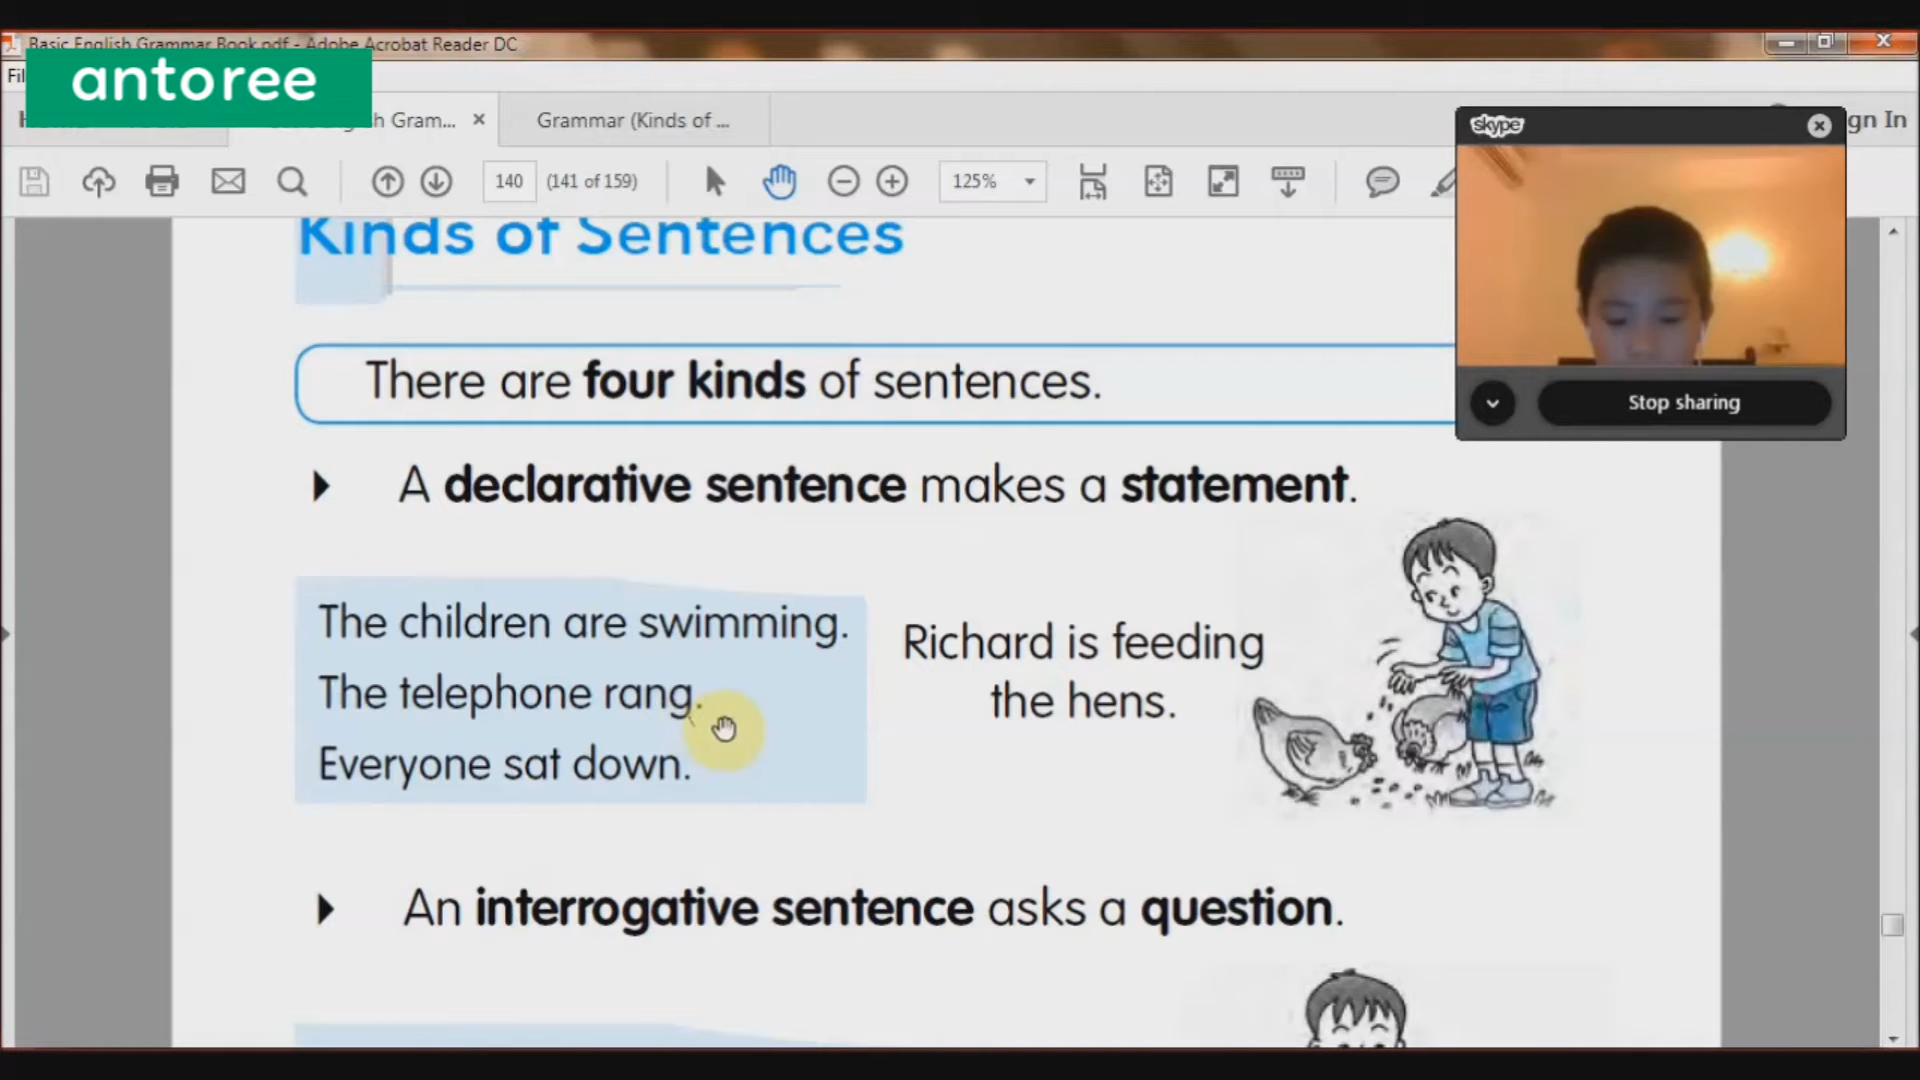 Basic English Grammar Book.pdf - Adobe Acrobat Reader DC
antoree
Gram...
Grammar (Kinds of ...
skype
gn In
140
(141 of 159)
125%
Kinds of Sentences
There are four kinds of sentences.
Stop sharing
A declarative sentence makes a statement.
The children are swimming.
The telephone rang.
Everyone sat down.
Richard is feeding
the hens.
An interrogative sentence asks a question.